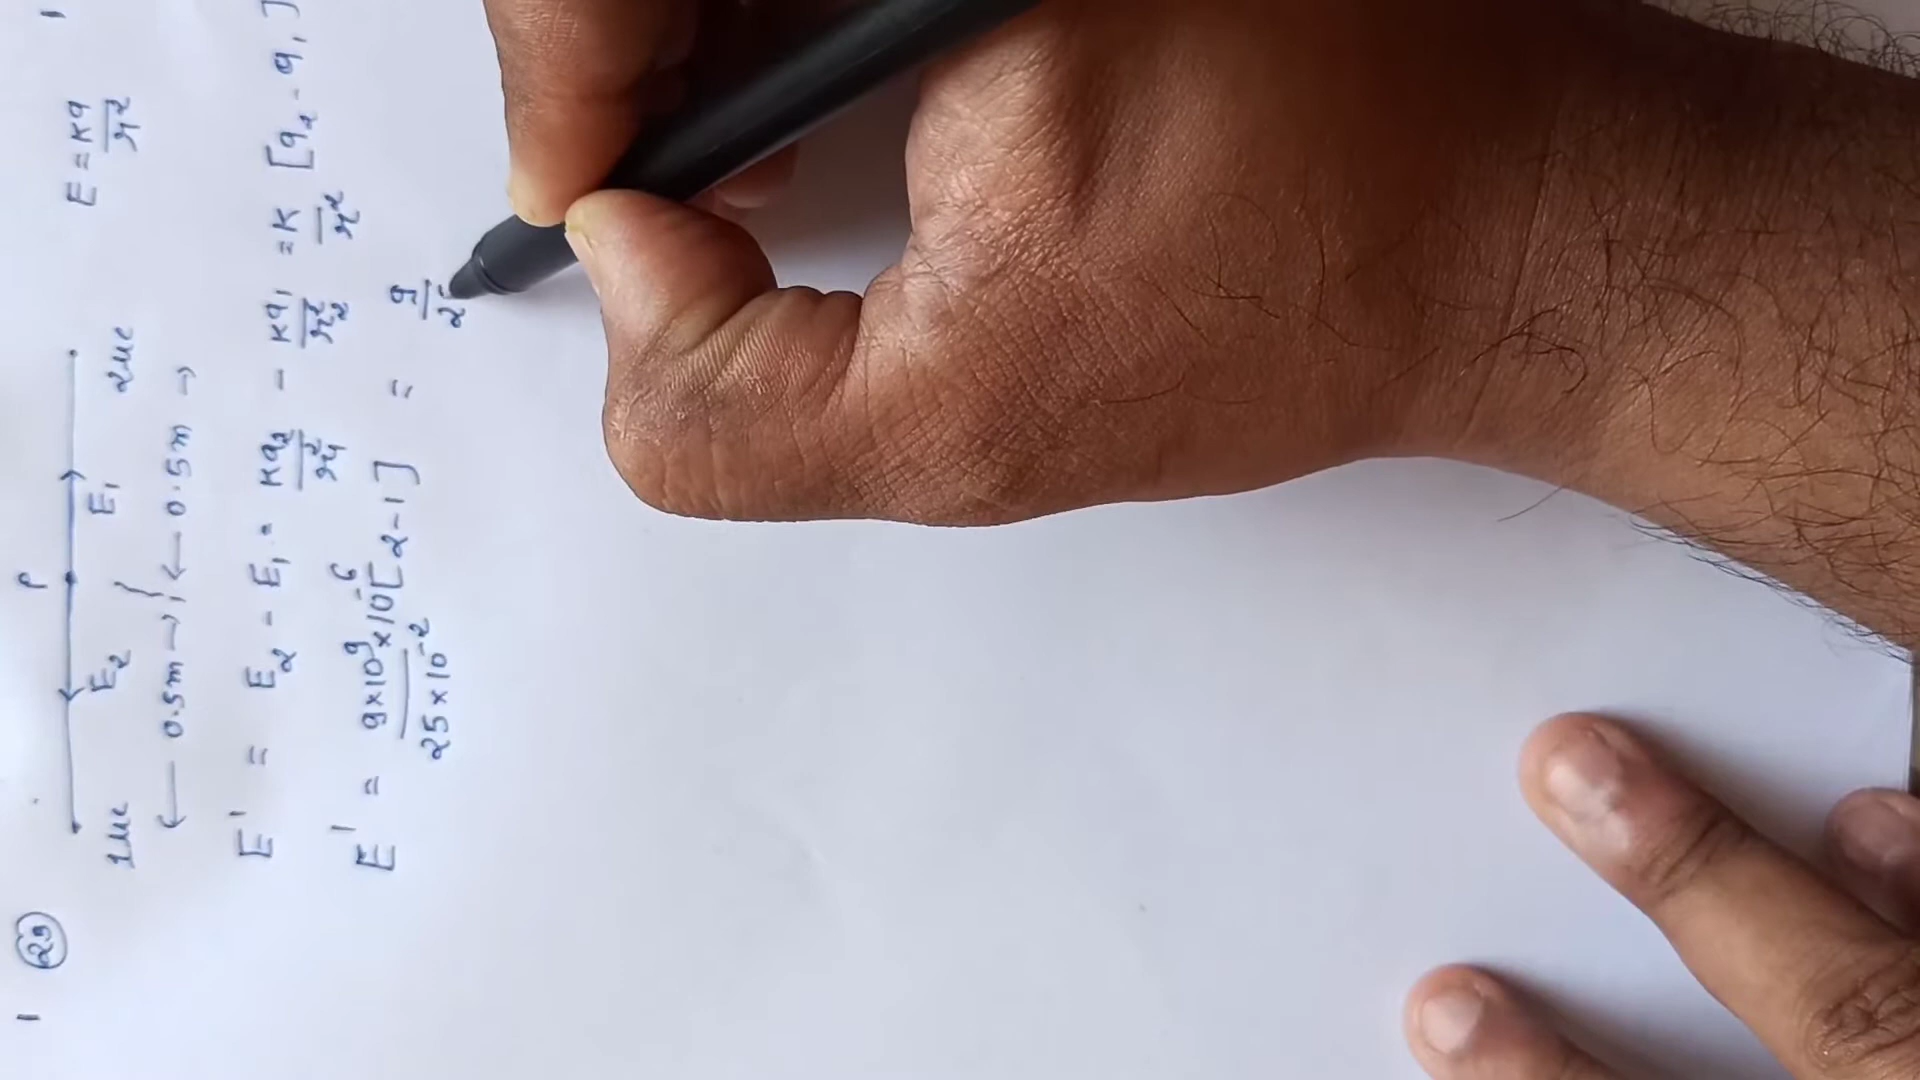 29
P
E = Kq/r²
E₂ E₁
1μc 2μc
← 0.5m → ← 0.5m →
E' = E₂ - E₁ = Kq₂/r₁² - Kq₁/r₂² = K/r² [q₂ - q₁]
E' = 9×10⁹×10⁻⁶/25×10⁻² [2-1] = 9/25